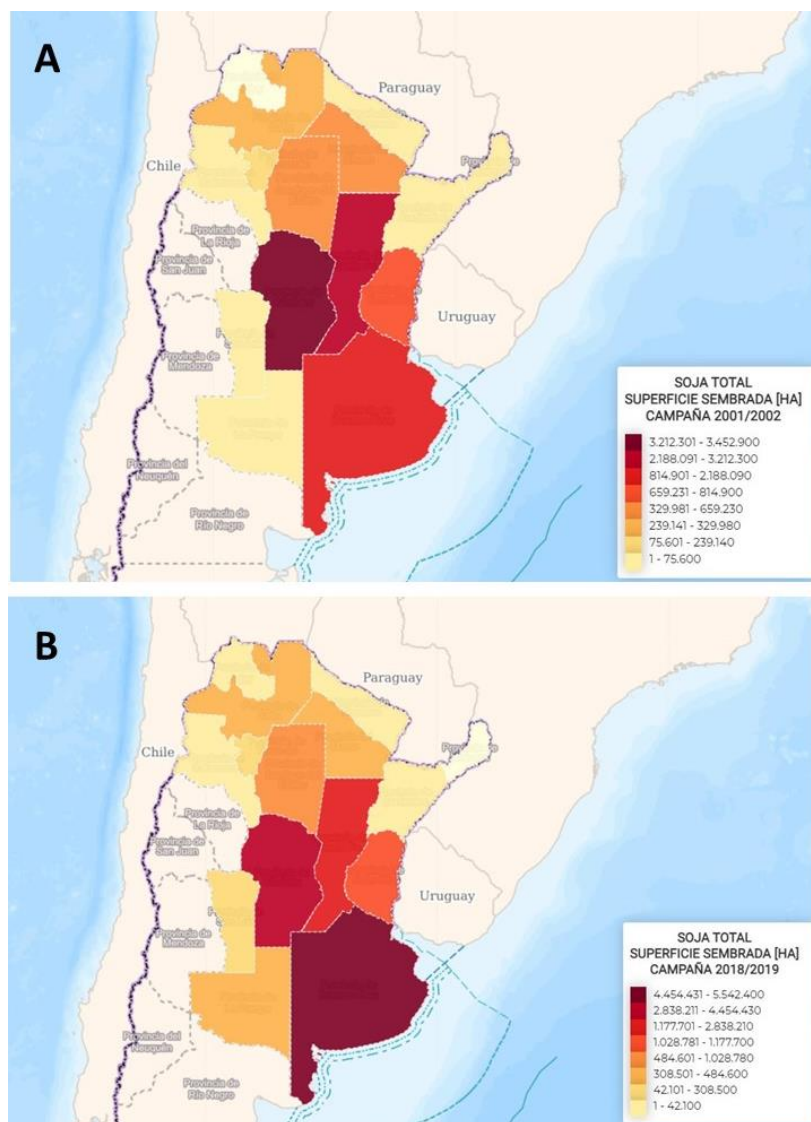 A
Paraguay
Chile
Provincia de
La Rioja
Provincia de
San Juan
Uruguay
Provincia de
Mendoza
Provincia del
Neuquén
Provincia de
Río Negro
SOJA TOTAL
SUPERFICIE SEMBRADA [HA]
CAMPAÑA 2001/2002
3.212.301 - 3.452.900
2.188.091 - 3.212.300
814.901 - 2.188.090
659.231 - 814.900
329.981 - 659.230
239.141 - 329.980
75.601 - 239.140
1 - 75.600
B
Paraguay
Chile
Provincia de
La Rioja
Provincia de
San Juan
Uruguay
Provincia de
Mendoza
Provincia del
Neuquén
Provincia de
Río Negro
SOJA TOTAL
SUPERFICIE SEMBRADA [HA]
CAMPAÑA 2018/2019
4.454.431 - 5.542.400
2.838.211 - 4.454.430
1.177.701 - 2.838.210
1.028.781 - 1.177.700
484.601 - 1.028.780
308.501 - 484.600
42.101 - 308.500
1 - 42.100